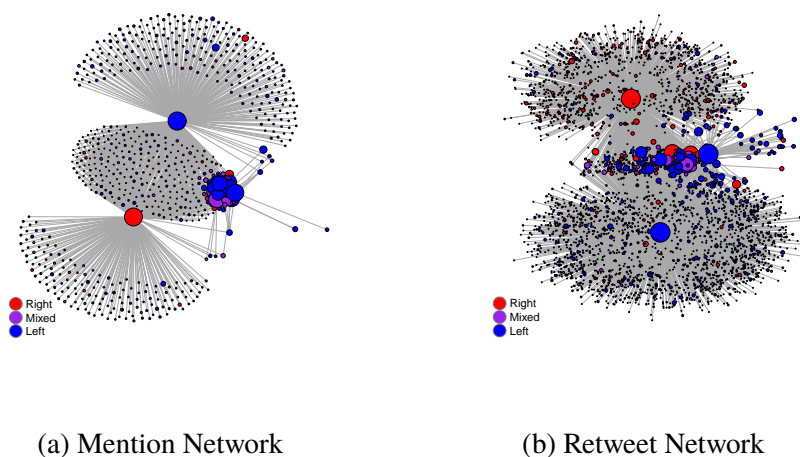 Right
Mixed
Left
Right
Mixed
Left
(a) Mention Network
(b) Retweet Network